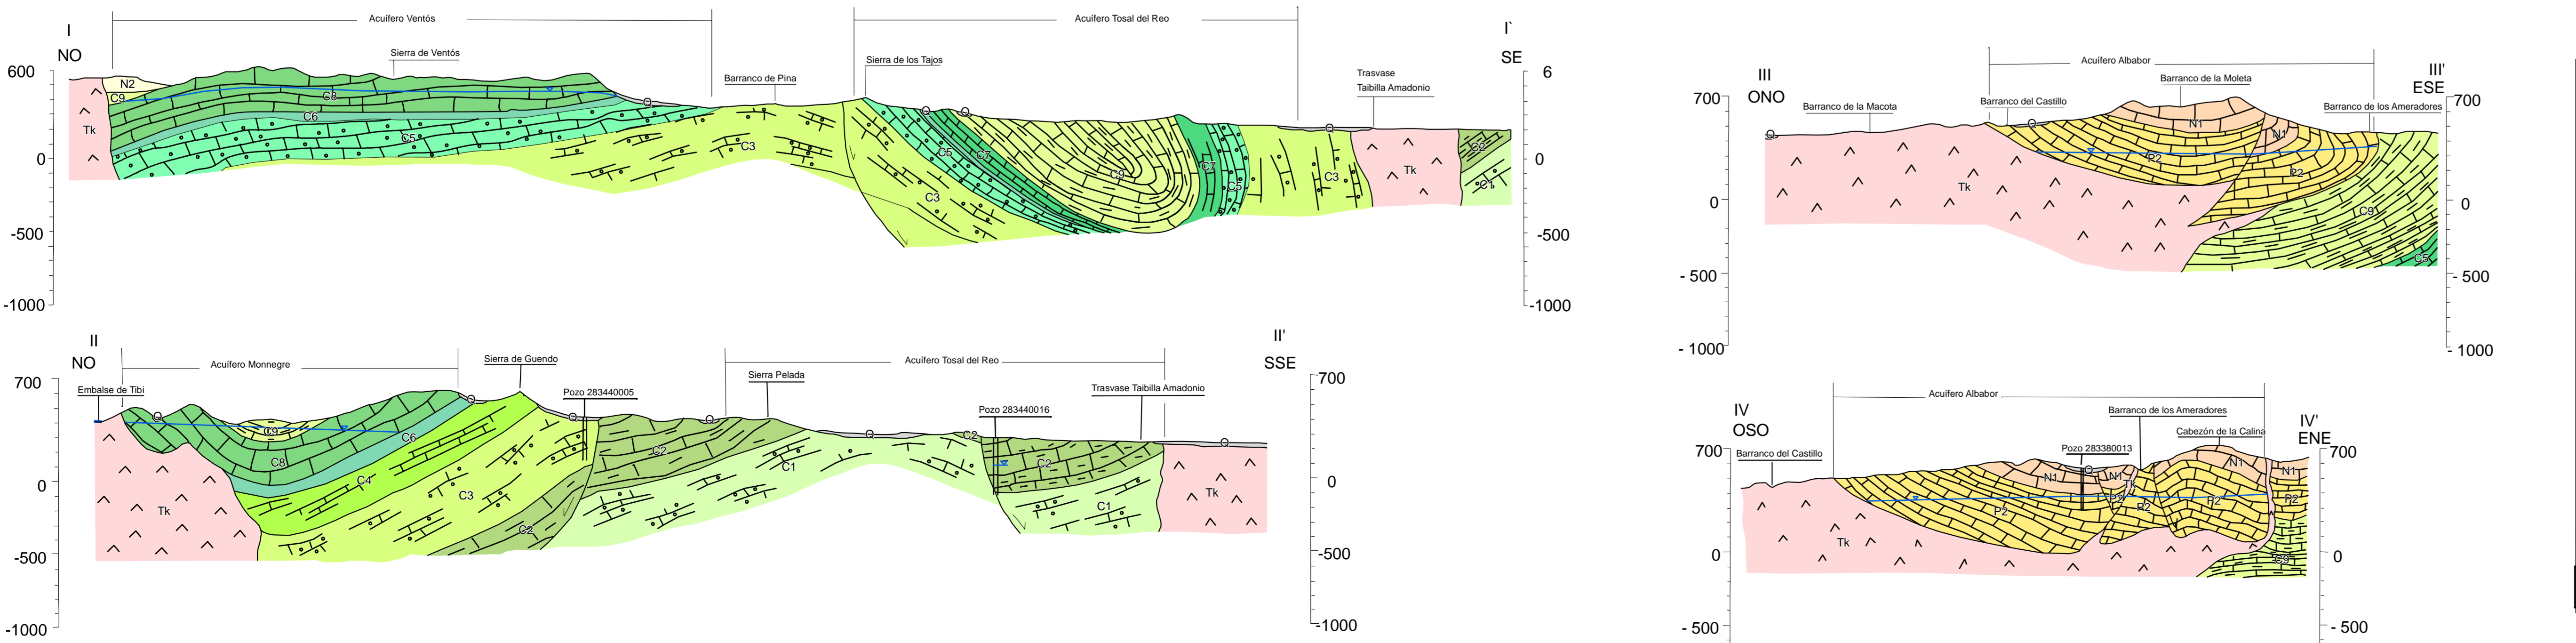 I
NO
Acuífero Ventós
Sierra de Ventós
Barranco de Pina
Acuífero Tosal del Reo
Sierra de los Tajos
Trasvase
Taibilla Amadonio
I`
SE
600
0
-500
-1000
6
0
-500
-1000
N2
C9
Tk
C8
C6
C5
Q
C3
C3
Q
Q
C5
C7
C9
C7
C5
C3
Q
Tk
C2
C1
II
NO
Acuífero Monnegre
Embalse de Tibi
Sierra de Guendo
Pozo 283440005
Acuífero Tosal del Reo
Sierra Pelada
Pozo 283440016
Trasvase Taibilla Amadonio
II'
SSE
700
0
-500
-1000
700
0
-500
-1000
Q
C9
C8
C6
Tk
C4
C3
Q
Q
C2
C2
Q
C1
Q
C2
C2
C1
Tk
Q
III
ONO
Acuífero Albabor
Barranco de la Macota
Barranco del Castillo
Barranco de la Moleta
Barranco de los Ameradores
III'
ESE
700
0
- 500
- 1000
700
0
- 500
- 1000
Q
Q
Tk
N1
N1
P2
P2
C9
C5
IV
OSO
Acuífero Albabor
Barranco del Castillo
Pozo 283380013
Barranco de los Ameradores
Cabezón de la Calina
IV'
ENE
700
0
- 500
700
0
- 500
Tk
P2
N1
Q
N1
Tk
P2
P2
N1
P2
N1
P2
C9